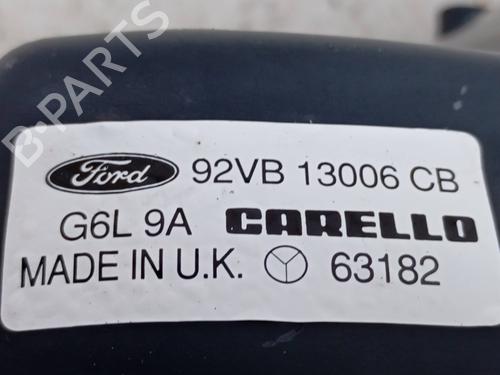 B-PARTS
Ford 92VB 13006 CB
G6L 9A CARELLO
MADE IN U.K. 63182